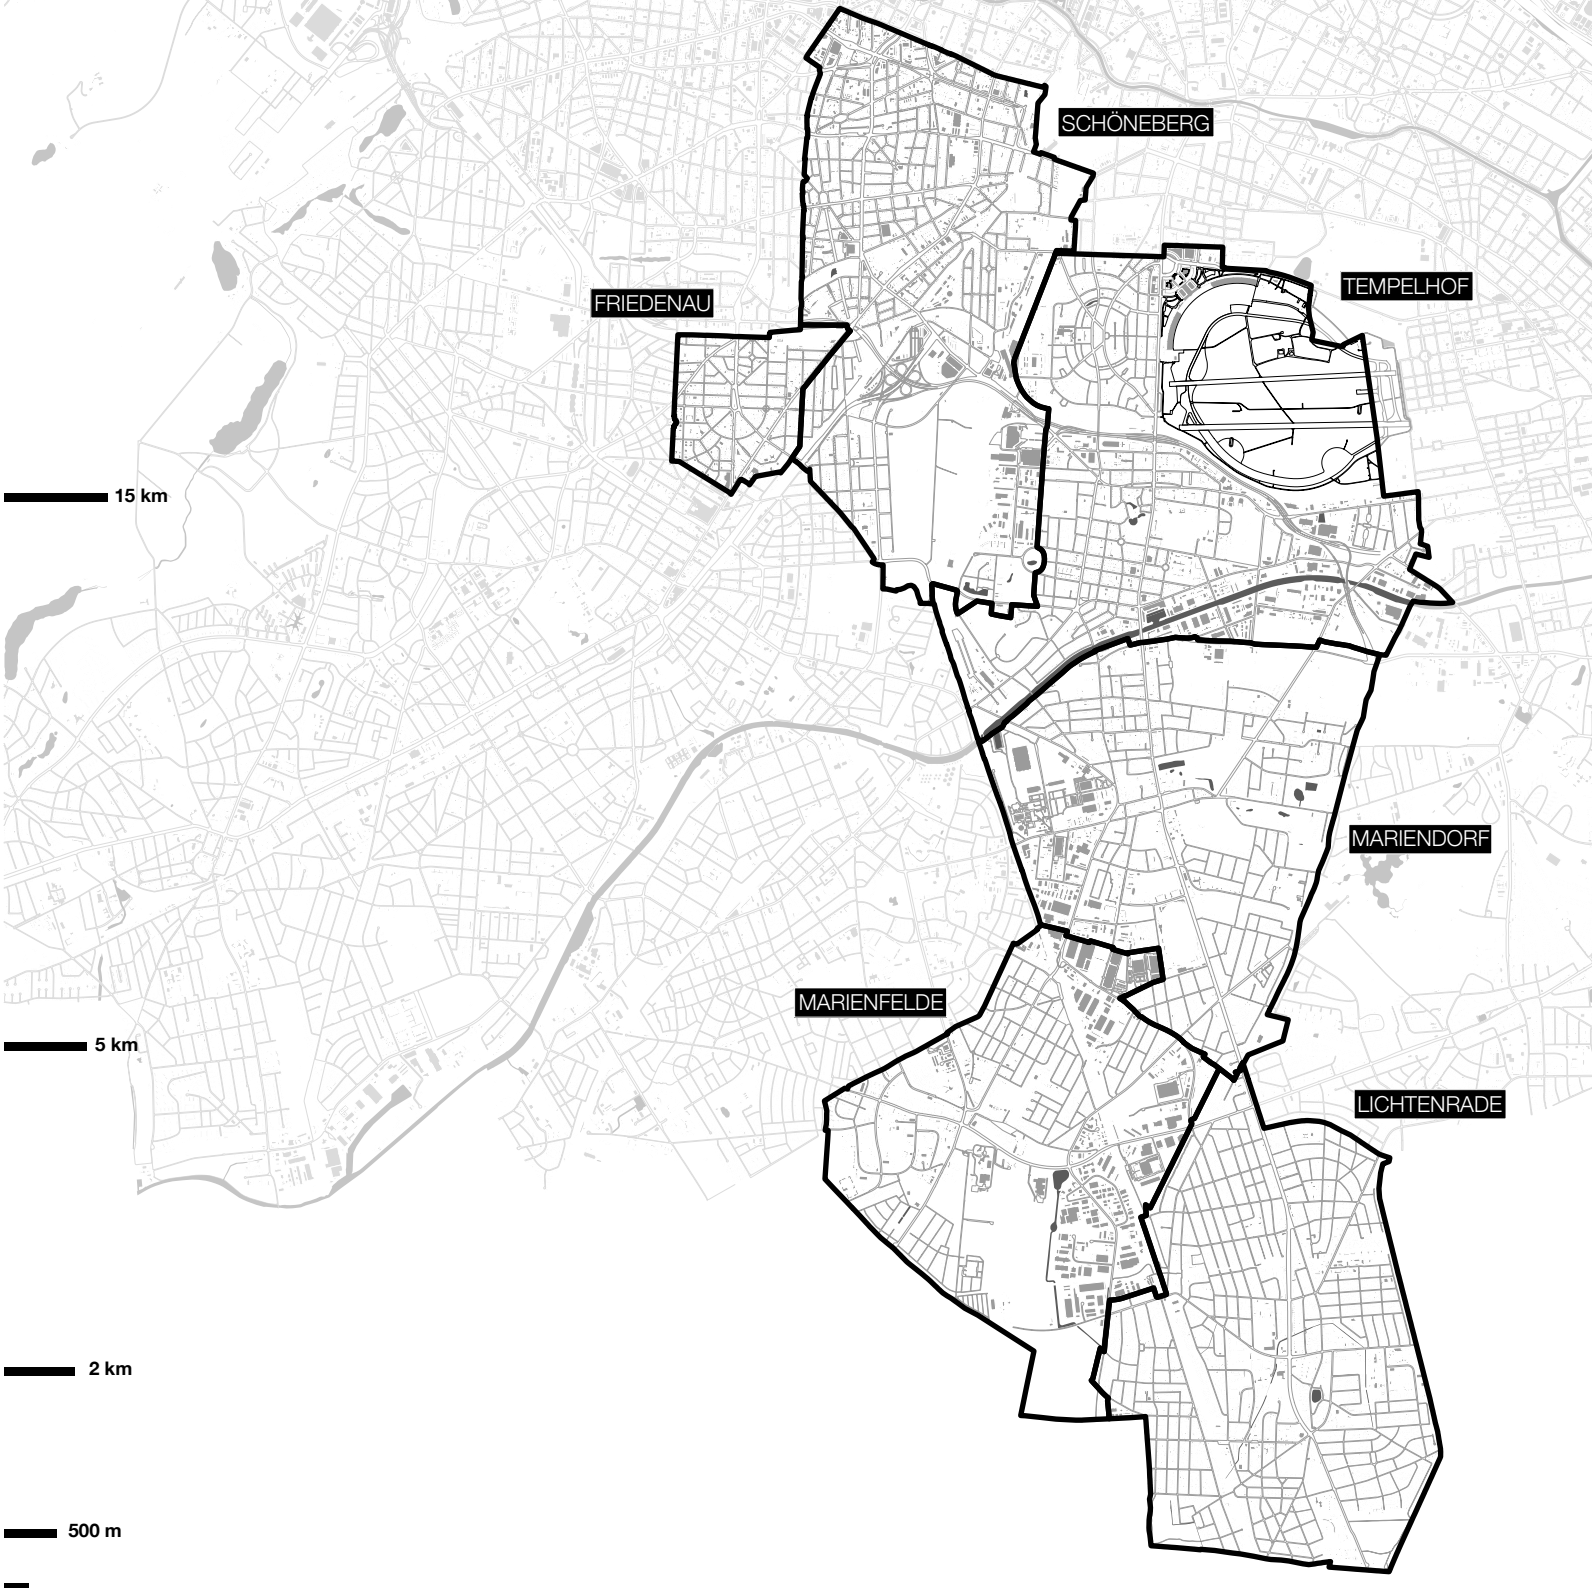 SCHÖNEBERG
TEMPELHOF
FRIEDENAU
15 km
MARIENDORF
MARIENFELDE
5 km
LICHTENRADE
2 km
500 m